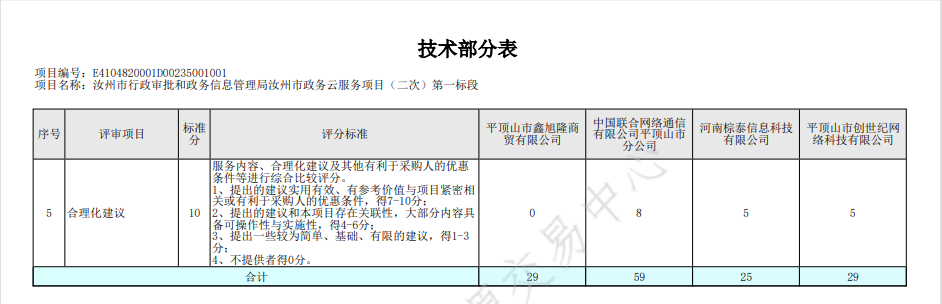 技术部分表
项目编号：E4104820001D00235001001
项目名称：汝州市行政审批和政务信息管理局汝州市政务云服务项目（二次）第一标段
序号 评审项目 标准分 评分标准 平顶山市鑫旭隆商贸有限公司 中国联合网络通信有限公司平顶山市分公司 河南棕泰信息科技有限公司 平顶山市创世纪网络科技有限公司
服务内容、合理化建议及其他有利于采购人的优惠
条件等进行综合比较评分。
1、提出的建议实用有效、有参考价值与项目紧密相
关或有利于采购人的优惠条件，得7-10分；
5 合理化建议 10 2、提出的建议和本项目存在关联性，大部分内容具 0 8 5 5
备可操作性与实施性，得4-6分；
3、提出一些较为简单、基础、有限的建议，得1-3
分；
4、不提供者得0分。
合计 29 59 25 29
交易中心